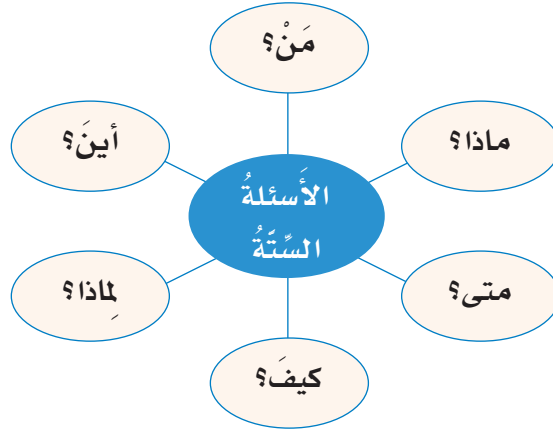 مَنْ؟
ماذا؟
أينَ؟
الأَسئلةُ
السِّتَّةُ
متى؟
لِماذا؟
كيفَ؟